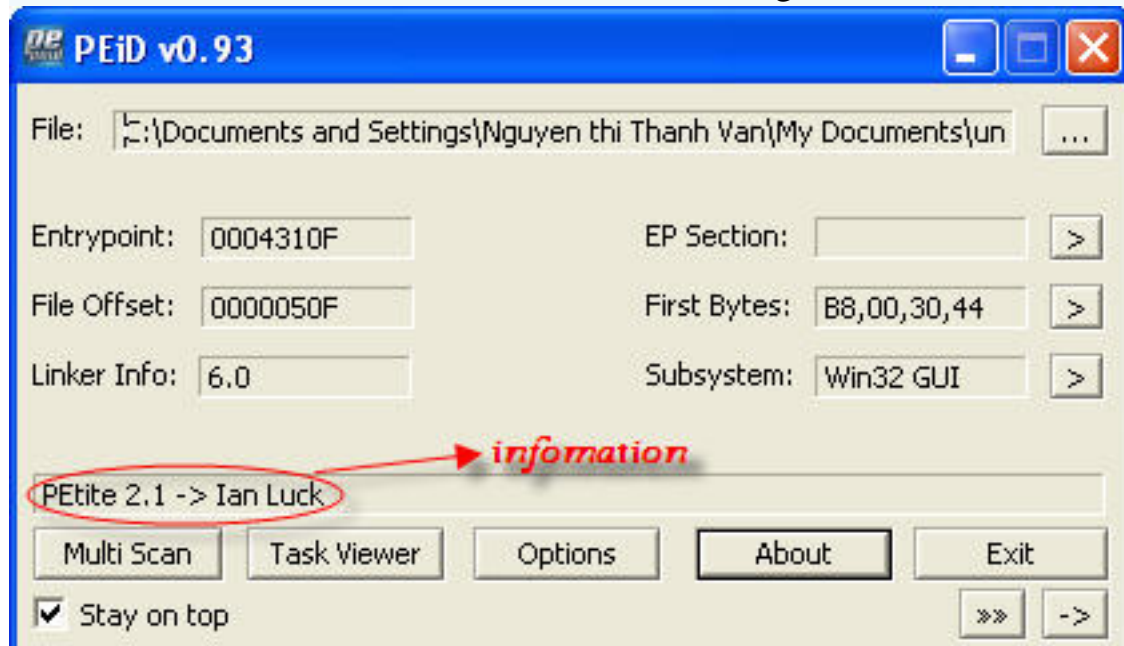 PEiD v0.93
File: C:\Documents and Settings\Nguyen thi Thanh Van\My Documents\un ...
Entrypoint: 0004310F EP Section: >
File Offset: 0000050F First Bytes: B8,00,30,44 >
Linker Info: 6.0 Subsystem: Win32 GUI >
infomation
PEtite 2.1 -> Ian Luck
Multi Scan Task Viewer Options About Exit
Stay on top »» ->